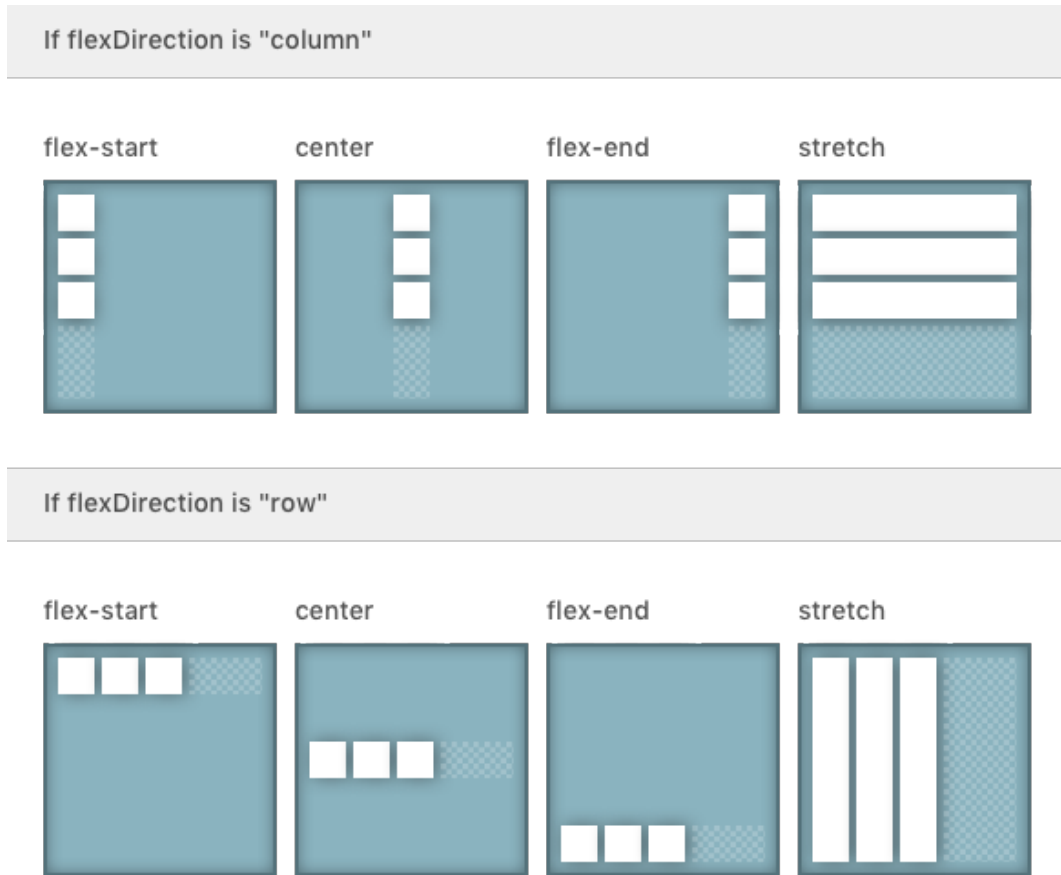 If flexDirection is "column"
flex-start center flex-end stretch
If flexDirection is "row"
flex-start center flex-end stretch